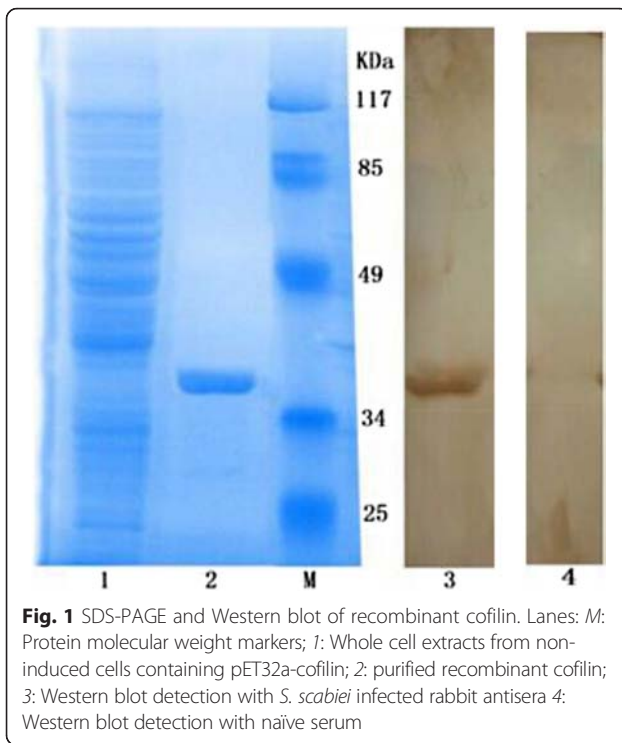 KDa
117
85
49
34
25
1 2 M 3 4
Fig. 1 SDS-PAGE and Western blot of recombinant cofilin. Lanes: M:
Protein molecular weight markers; 1: Whole cell extracts from non-
induced cells containing pET32a-cofilin; 2: purified recombinant cofilin;
3: Western blot detection with S. scabiei infected rabbit antisera 4:
Western blot detection with naïve serum